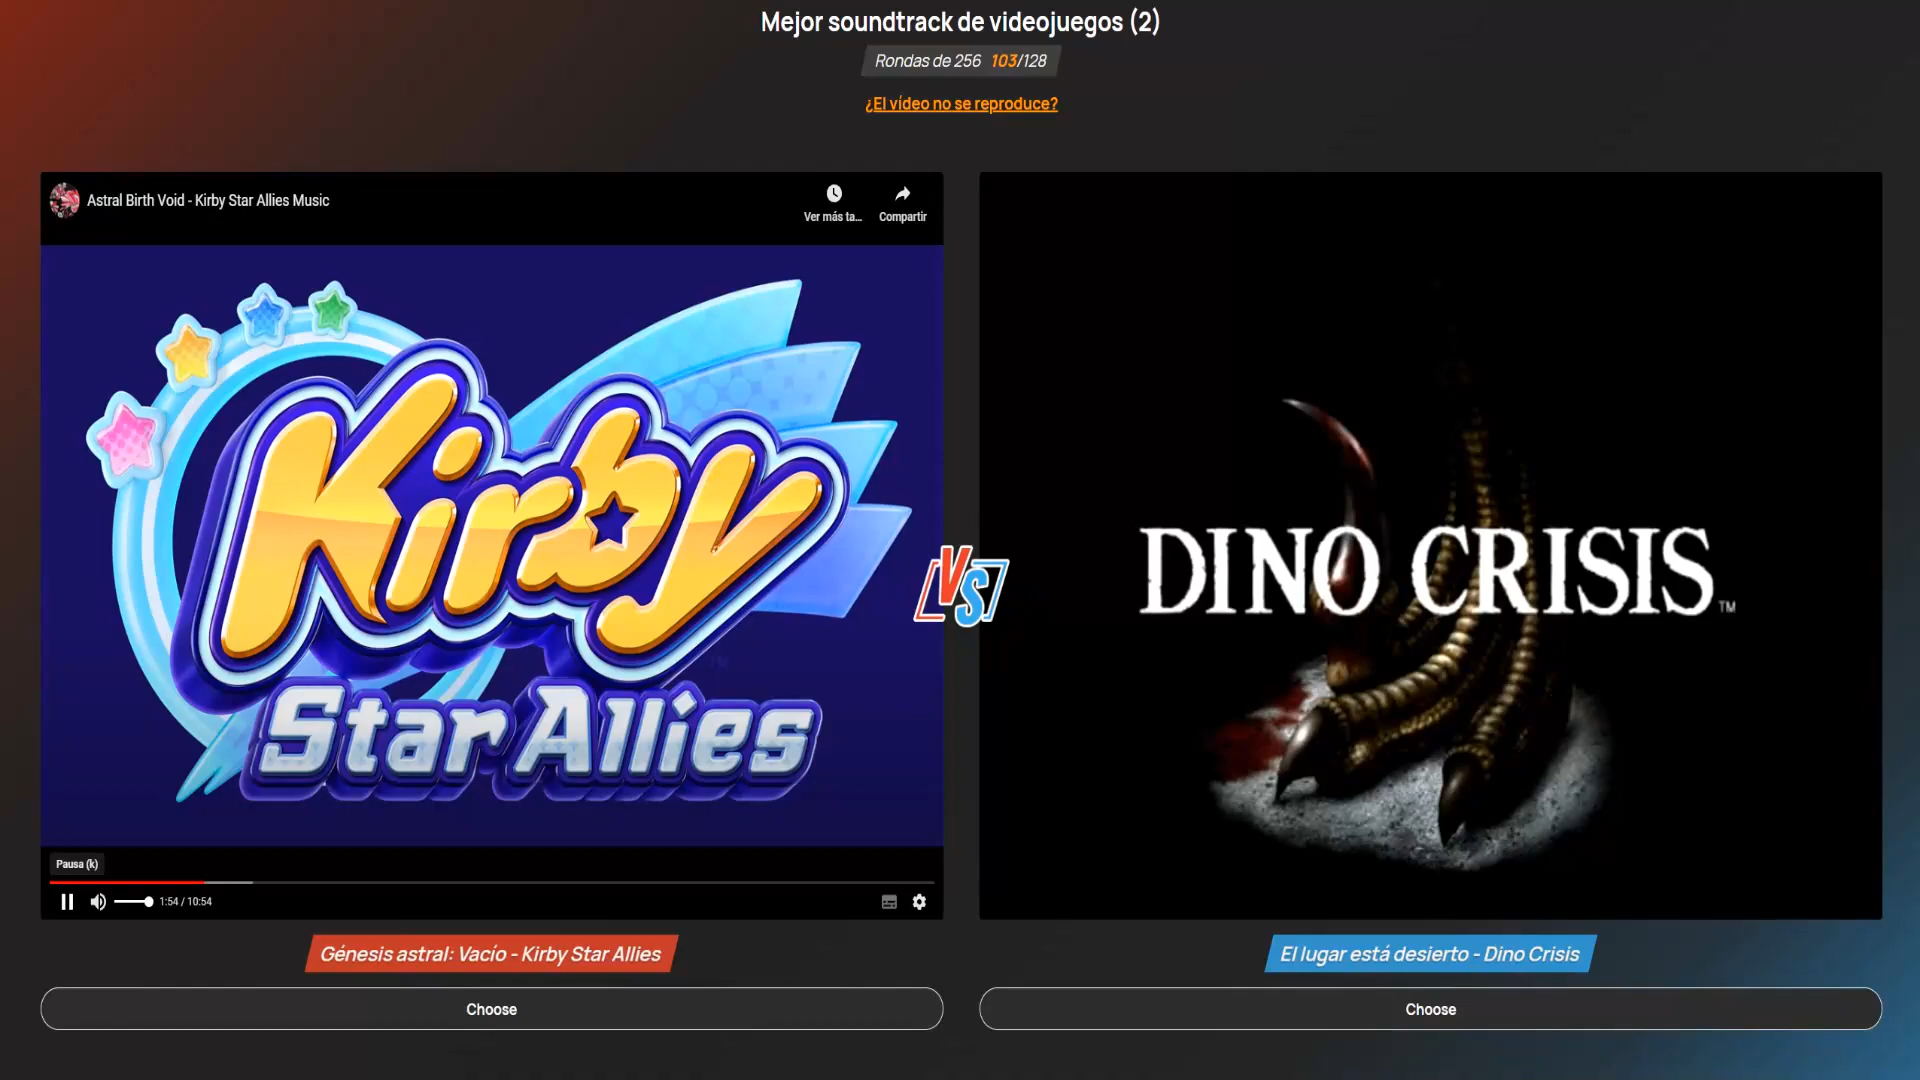 Mejor soundtrack de videojuegos (2)
Rondas de 256 103/128
¿El vídeo no se reproduce?
Astral Birth Void - Kirby Star Allies Music
Ver más ta...
Compartir
Kirby
Star Allies
VS
DINO CRISIS™
Pausa (k)
1:54 / 10:54
Génesis astral: Vacío - Kirby Star Allies
El lugar está desierto - Dino Crisis
Choose
Choose